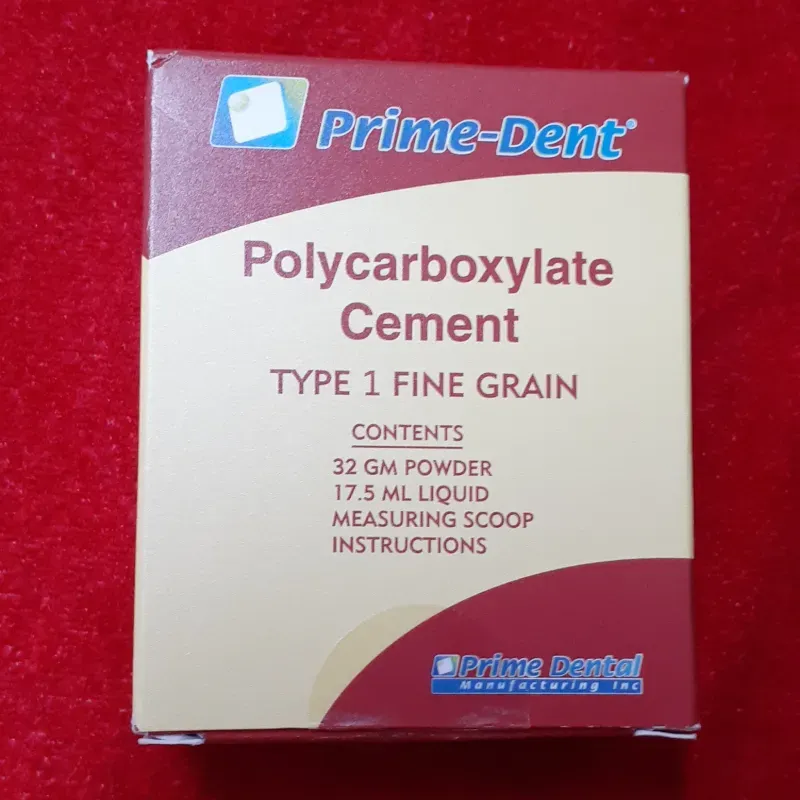 Prime-Dent®
Polycarboxylate
Cement
TYPE 1 FINE GRAIN
CONTENTS
32 GM POWDER
17.5 ML LIQUID
MEASURING SCOOP
INSTRUCTIONS
Prime Dental
Manufacturing Inc